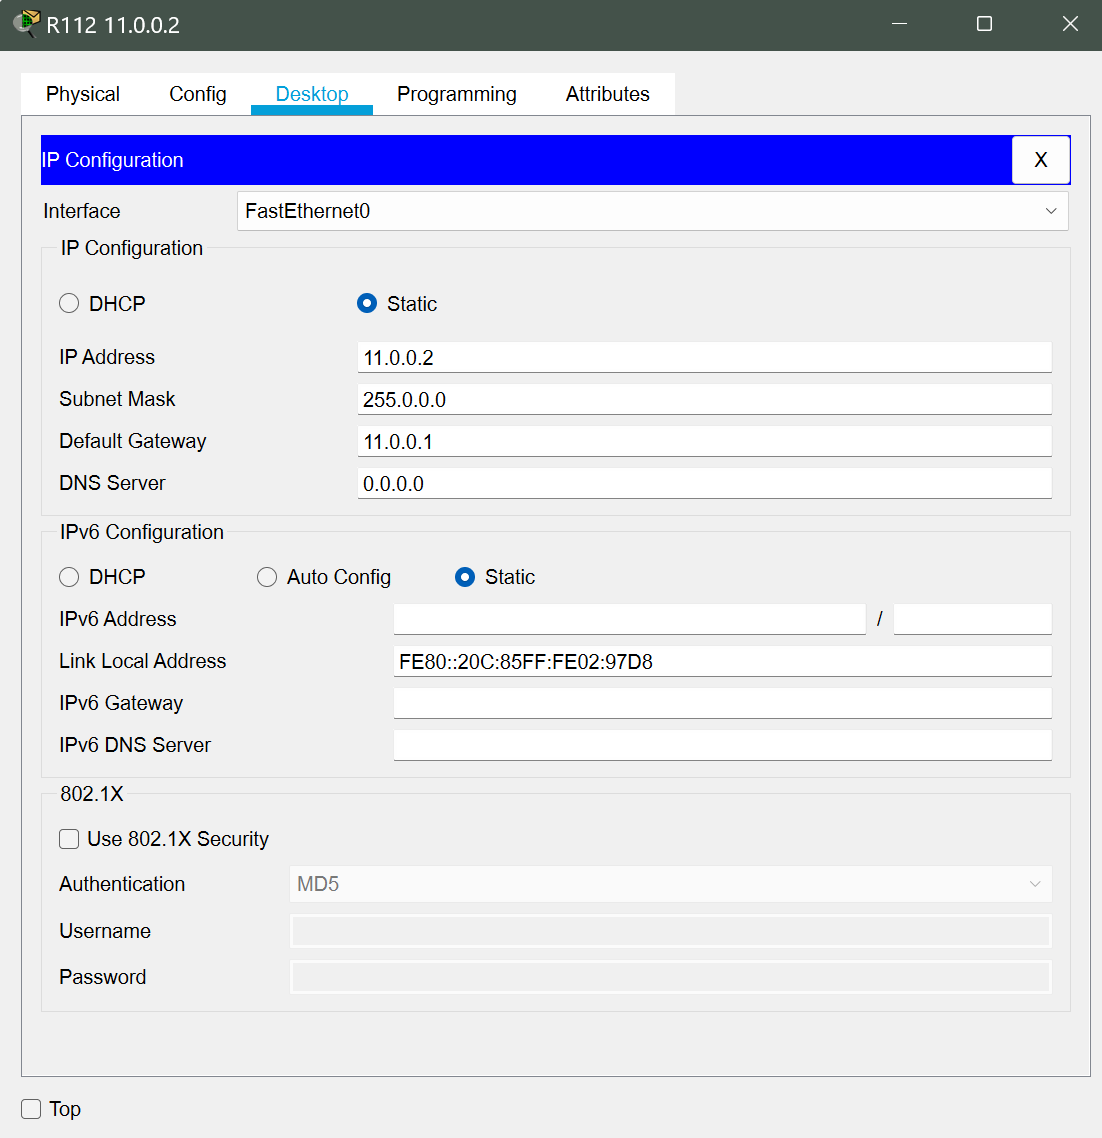 R112 11.0.0.2
Physical Config Desktop Programming Attributes
IP Configuration X
Interface FastEthernet0
IP Configuration
DHCP Static
IP Address 11.0.0.2
Subnet Mask 255.0.0.0
Default Gateway 11.0.0.1
DNS Server 0.0.0.0
IPv6 Configuration
DHCP Auto Config Static
IPv6 Address /
Link Local Address FE80::20C:85FF:FE02:97D8
IPv6 Gateway
IPv6 DNS Server
802.1X
Use 802.1X Security
Authentication MD5
Username
Password
Top